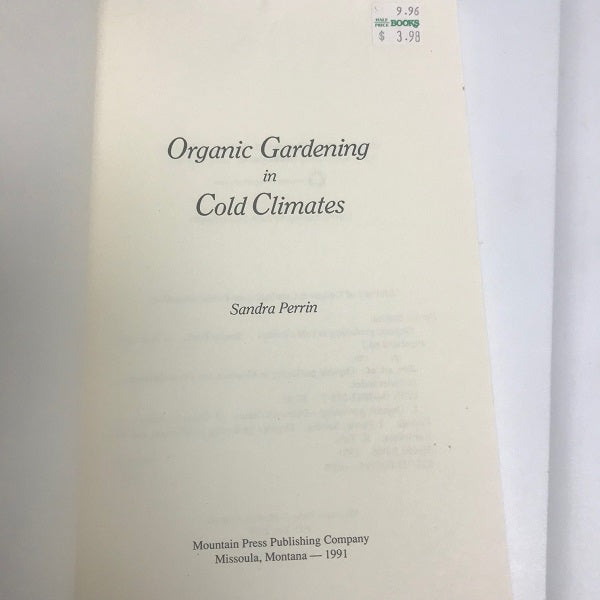 9.96
HALF PRICE BOOKS
$ 3.98
Organic Gardening
in
Cold Climates
Sandra Perrin
Mountain Press Publishing Company
Missoula, Montana — 1991